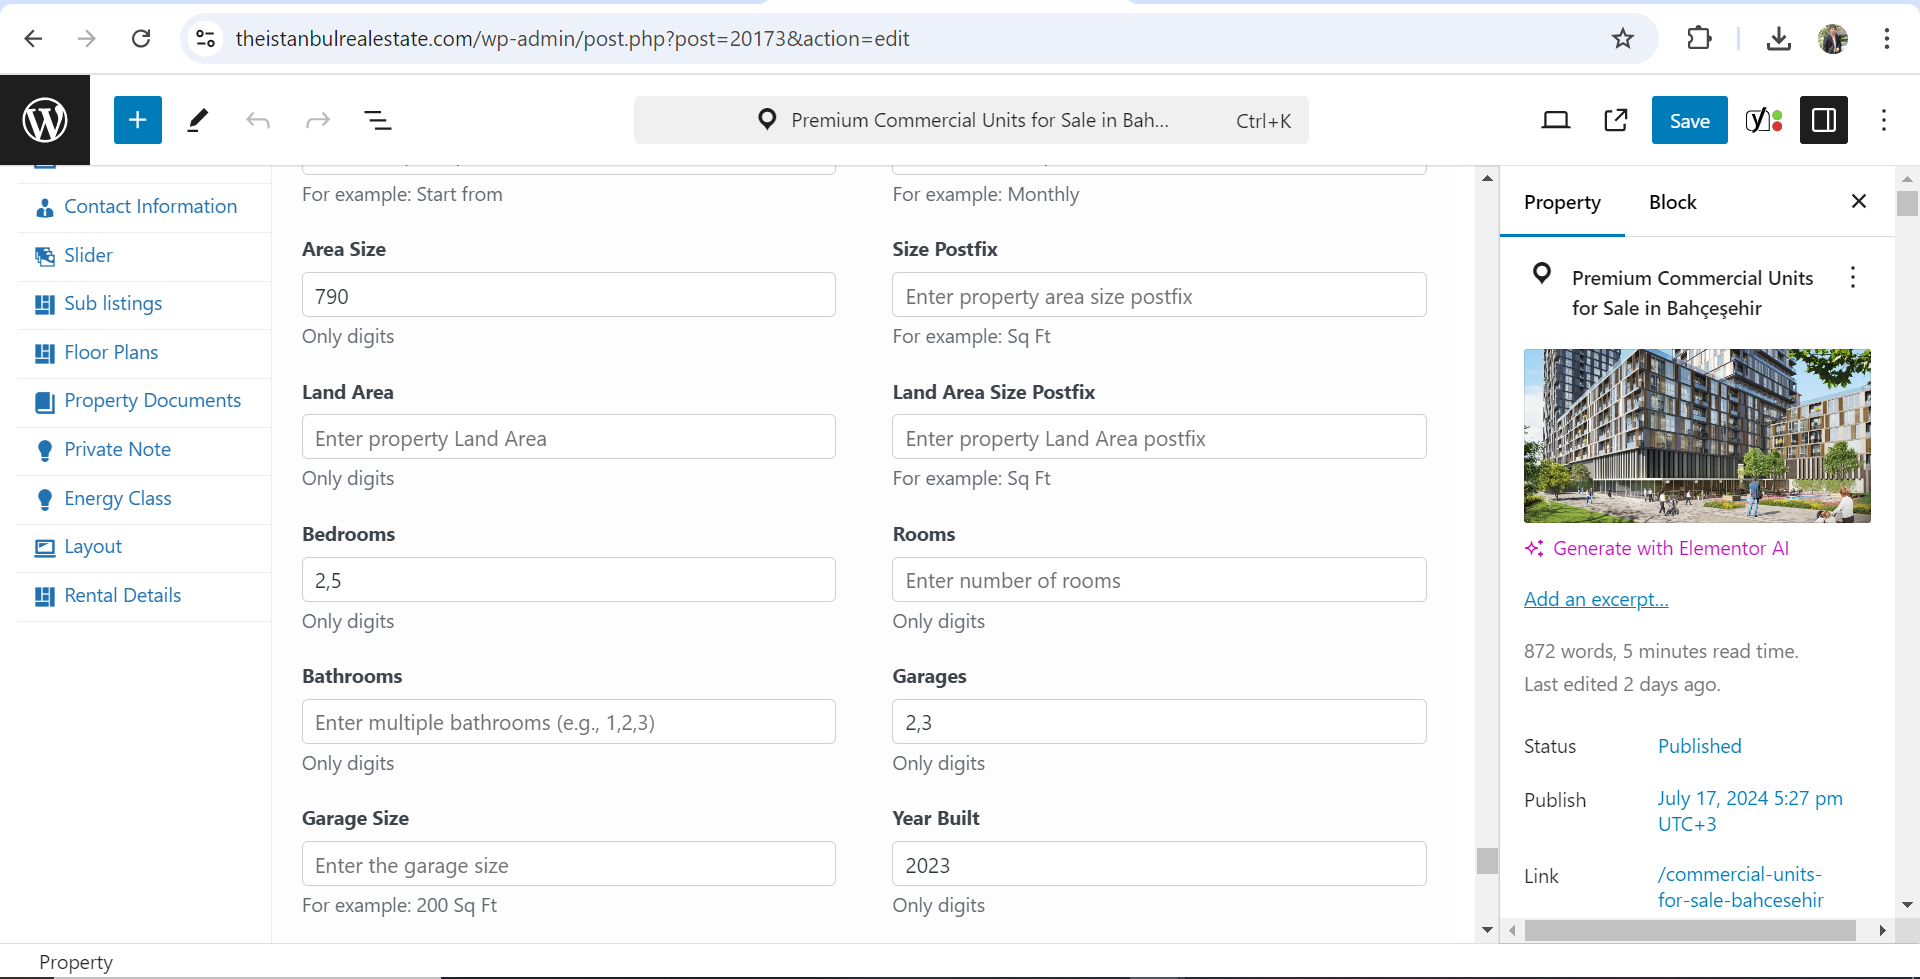 theistanbulrealestate.com/wp-admin/post.php?post=20173&action=edit
Premium Commercial Units for Sale in Bah...
Ctrl+K
Save
Contact Information
Slider
Sub listings
Floor Plans
Property Documents
Private Note
Energy Class
Layout
Rental Details
For example: Start from
For example: Monthly
Area Size
Size Postfix
790
Enter property area size postfix
Only digits
For example: Sq Ft
Land Area
Land Area Size Postfix
Enter property Land Area
Enter property Land Area postfix
Only digits
For example: Sq Ft
Bedrooms
Rooms
2,5
Enter number of rooms
Only digits
Only digits
Bathrooms
Garages
Enter multiple bathrooms (e.g., 1,2,3)
2,3
Only digits
Only digits
Garage Size
Year Built
Enter the garage size
2023
For example: 200 Sq Ft
Only digits
Property
Block
Premium Commercial Units
for Sale in Bahçeşehir
Generate with Elementor AI
Add an excerpt...
872 words, 5 minutes read time.
Last edited 2 days ago.
Status
Published
Publish
July 17, 2024 5:27 pm
UTC+3
Link
/commercial-units-
for-sale-bahcesehir
Property